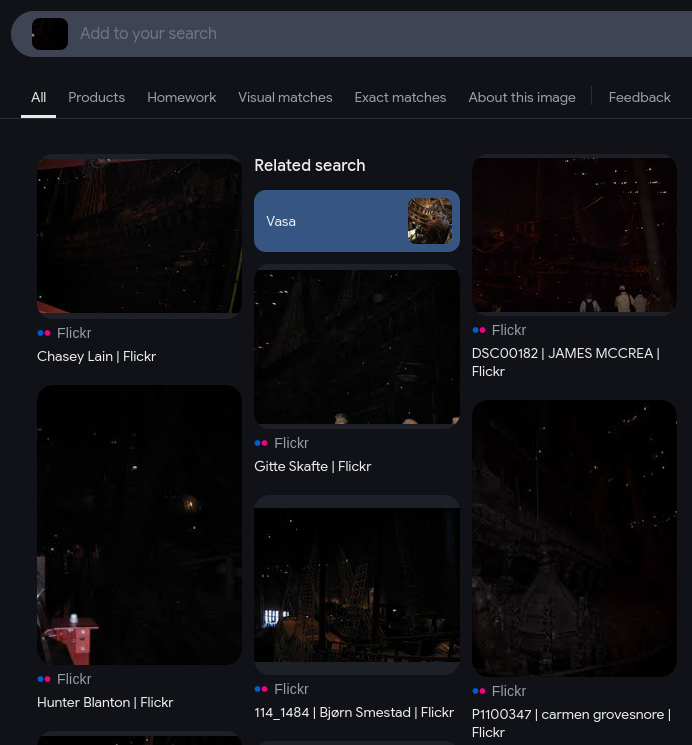 Add to your search
All
Products
Homework
Visual matches
Exact matches
About this image
Feedback
Flickr
Chasey Lain | Flickr
Flickr
Hunter Blanton | Flickr
Related search
Vasa
Flickr
Gitte Skafte | Flickr
Flickr
114_1484 | Bjørn Smestad | Flickr
Flickr
DSC00182 | JAMES MCCREA |
Flickr
Flickr
P1100347 | carmen grovesnore |
Flickr